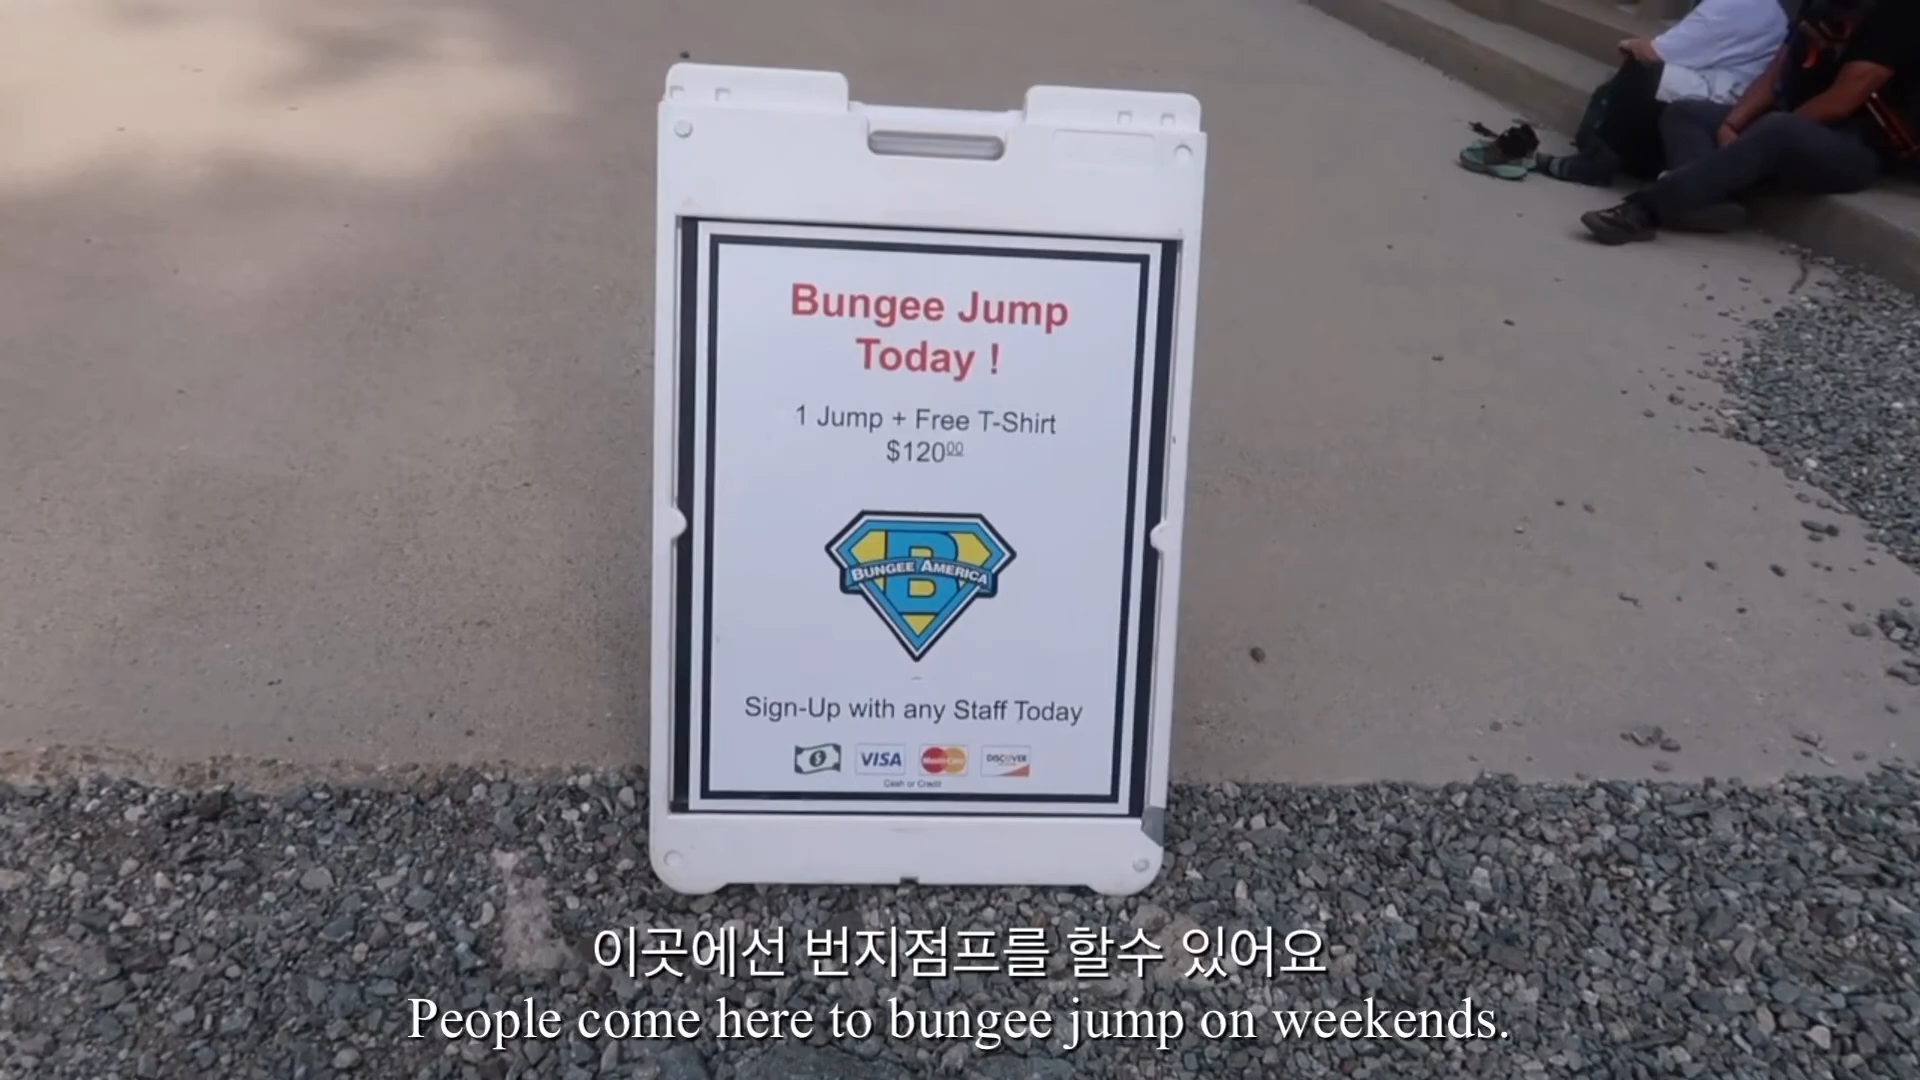 Bungee Jump
Today !
1 Jump + Free T-Shirt
$120⁰⁰
B
BUNGEE AMERICA
Sign-Up with any Staff Today
VISA
MasterCard
DISCOVER
Cash or Credit
이곳에선 번지점프를 할수 있어요
People come here to bungee jump on weekends.